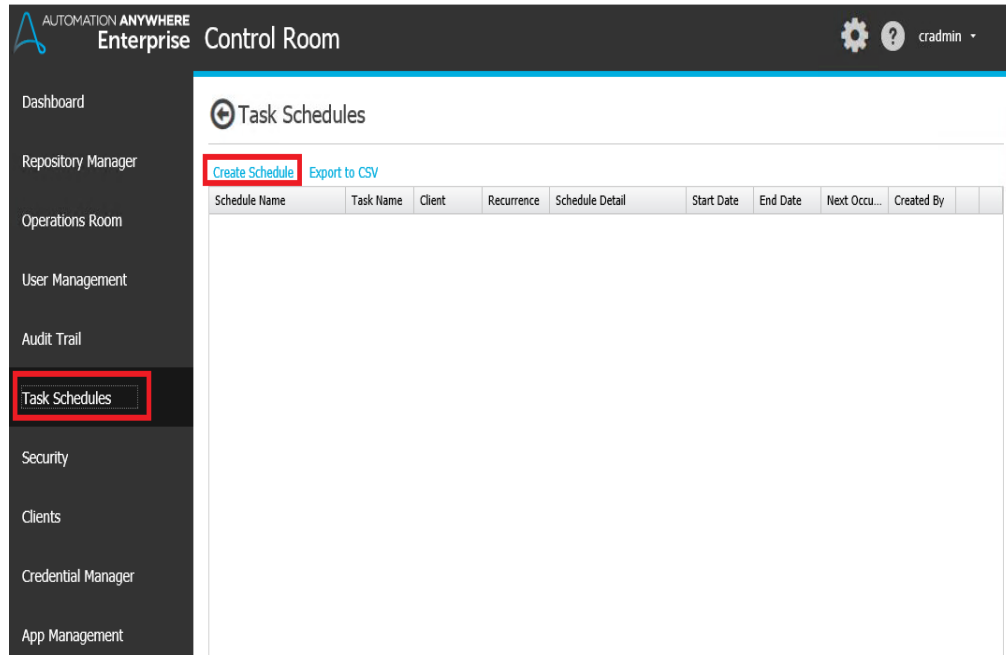 AUTOMATION ANYWHERE
Enterprise Control Room
? cradmin
Dashboard
Repository Manager
Operations Room
User Management
Audit Trail
Task Schedules
Security
Clients
Credential Manager
App Management
Task Schedules
Create Schedule Export to CSV
Schedule Name Task Name Client Recurrence Schedule Detail Start Date End Date Next Occu... Created By